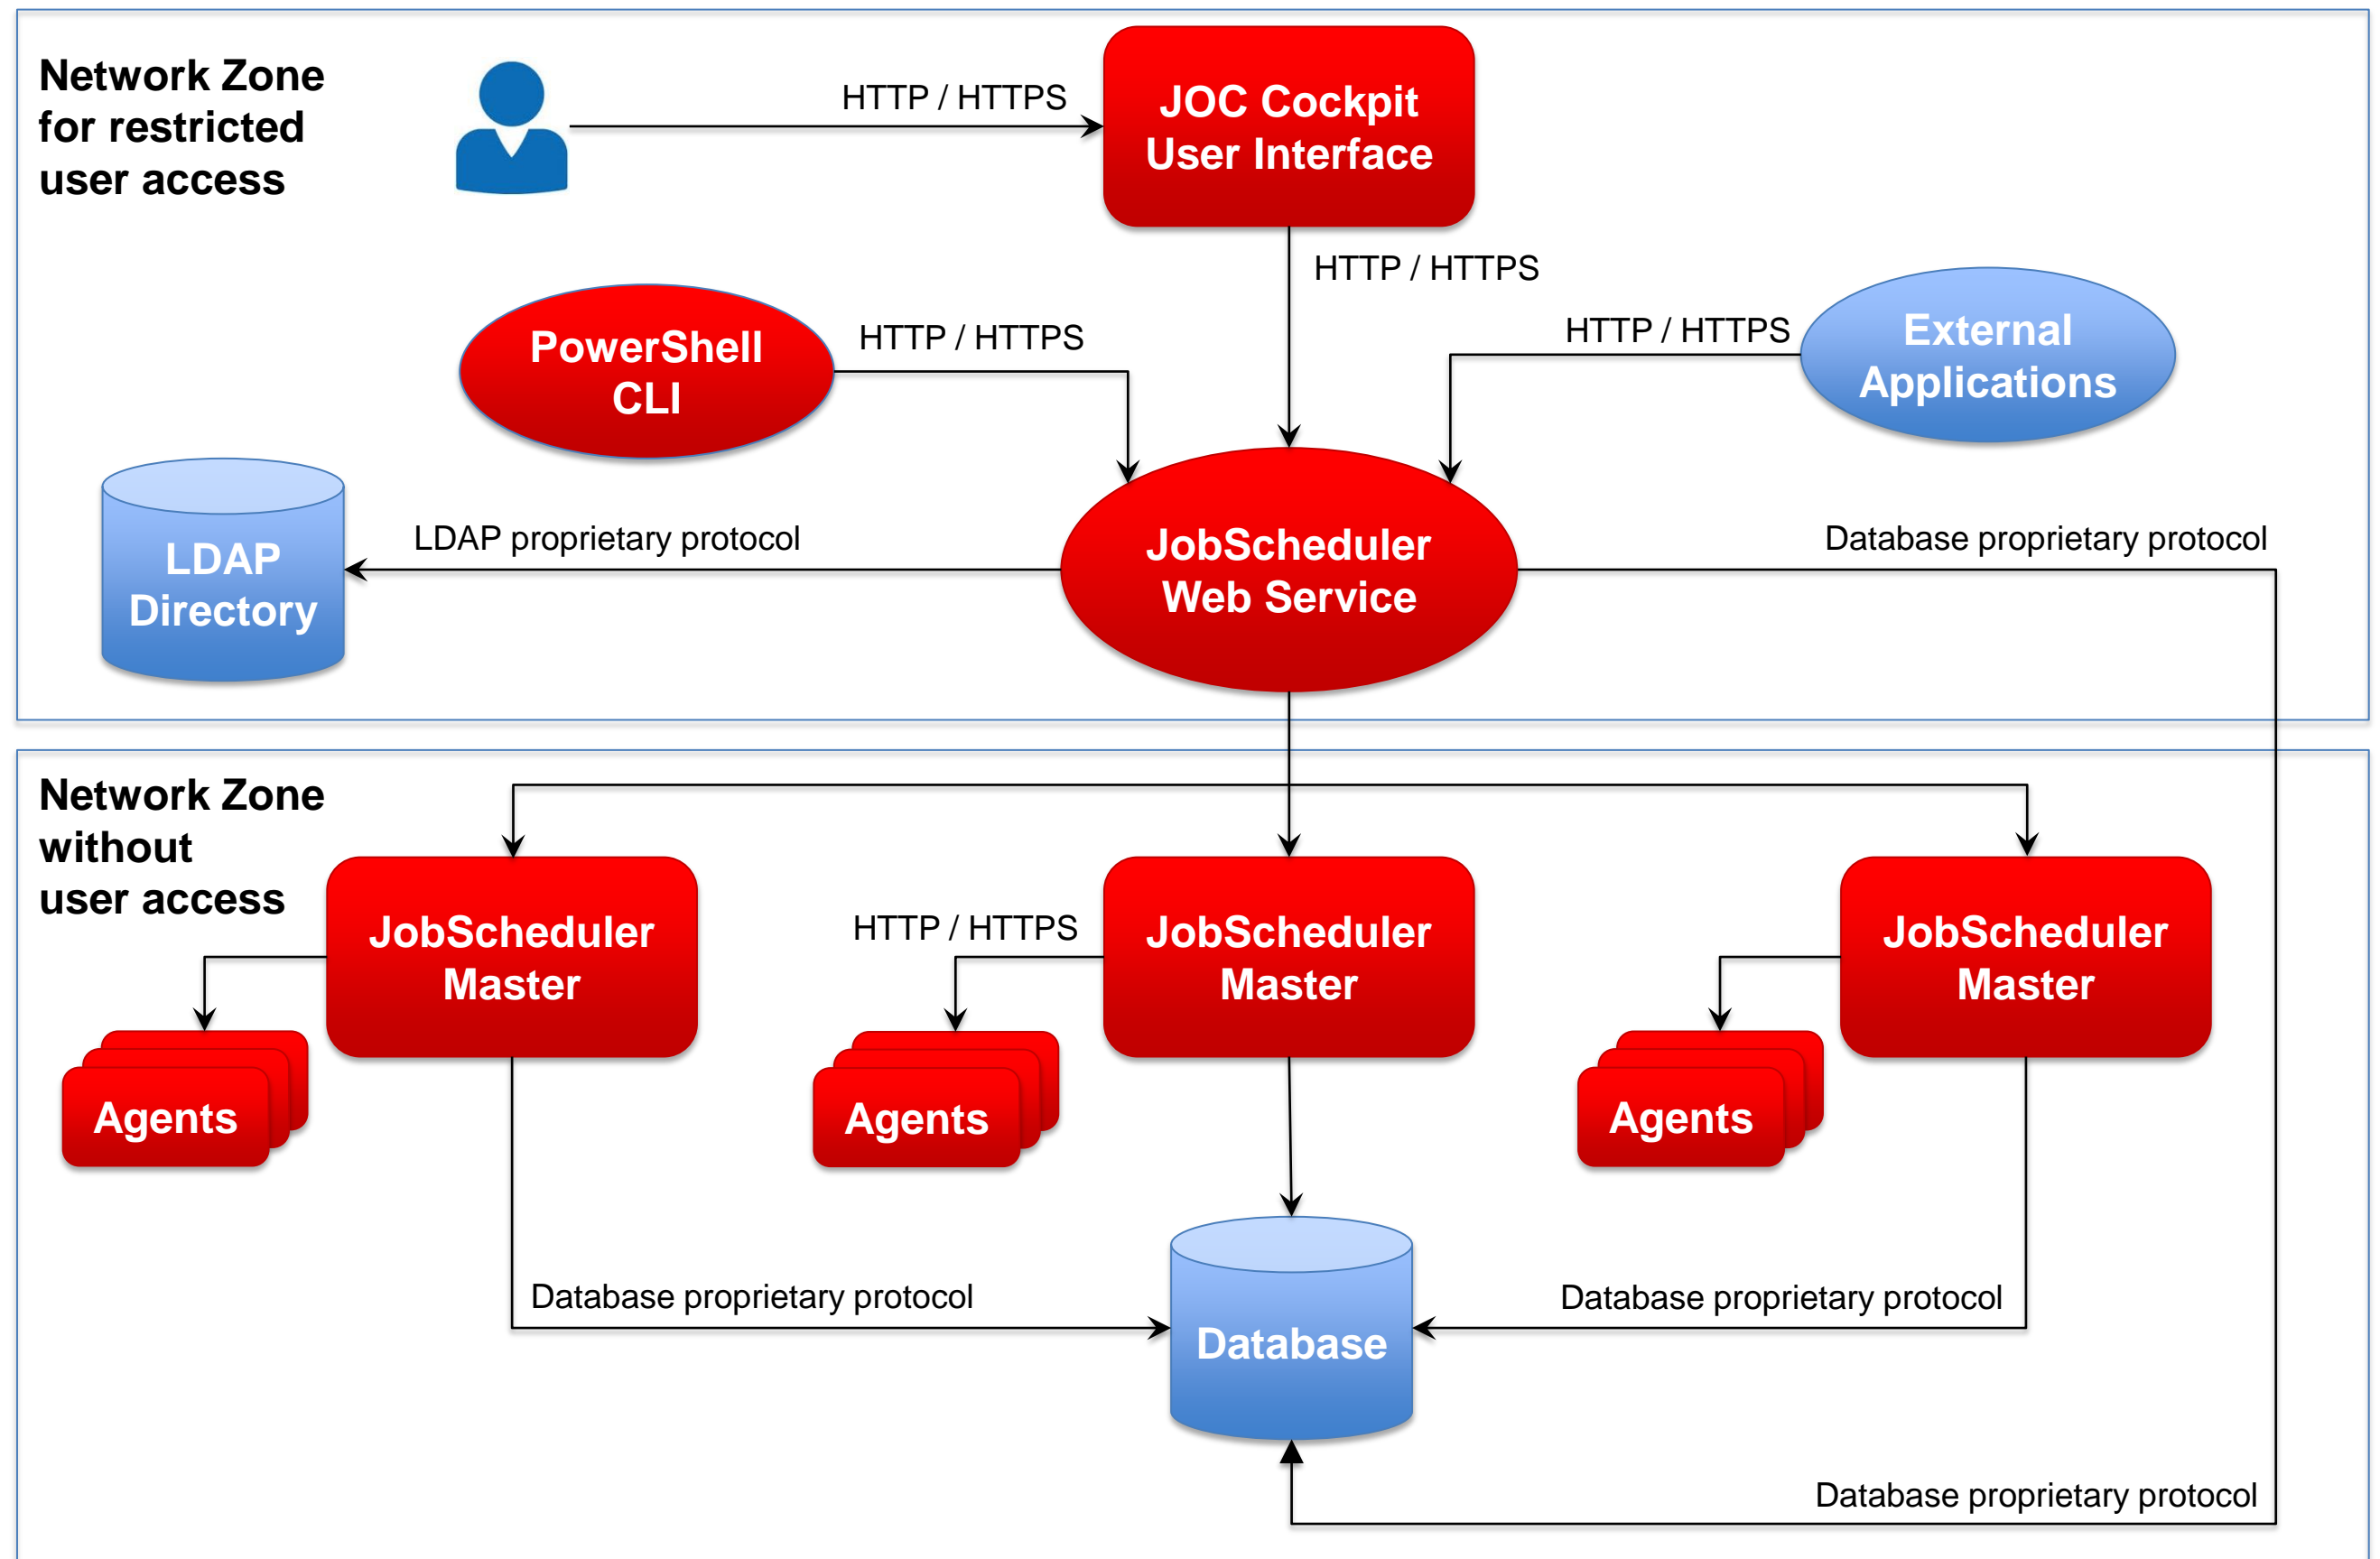 Network Zone
for restricted
user access
HTTP / HTTPS
JOC Cockpit
User Interface
HTTP / HTTPS
PowerShell
CLI
HTTP / HTTPS
HTTP / HTTPS
External
Applications
LDAP
Directory
LDAP proprietary protocol
JobScheduler
Web Service
Database proprietary protocol
Network Zone
without
user access
JobScheduler
Master
HTTP / HTTPS
JobScheduler
Master
JobScheduler
Master
Agents
Agents
Agents
Database proprietary protocol
Database
Database proprietary protocol
Database proprietary protocol